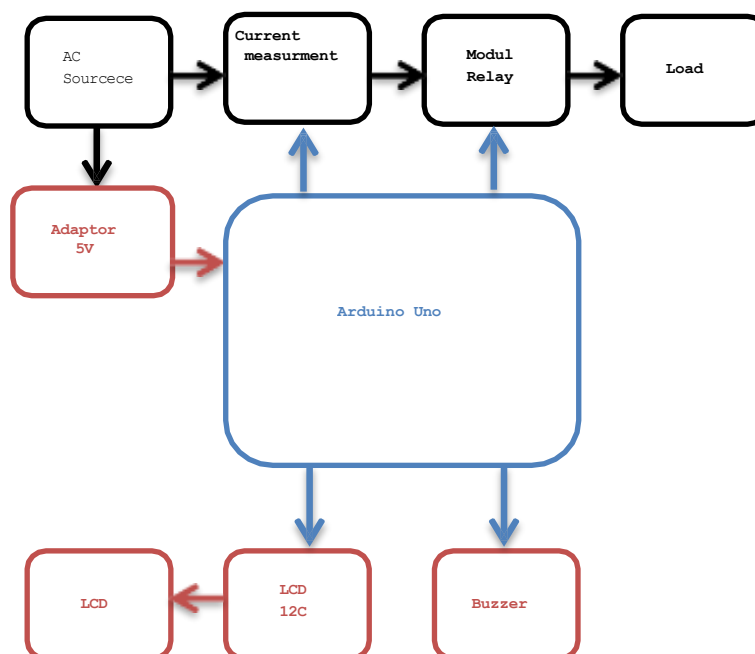 AC
Sourcece
Current
measurment
Modul
Relay
Load
Adaptor
5V
Arduino Uno
LCD
LCD
12C
Buzzer